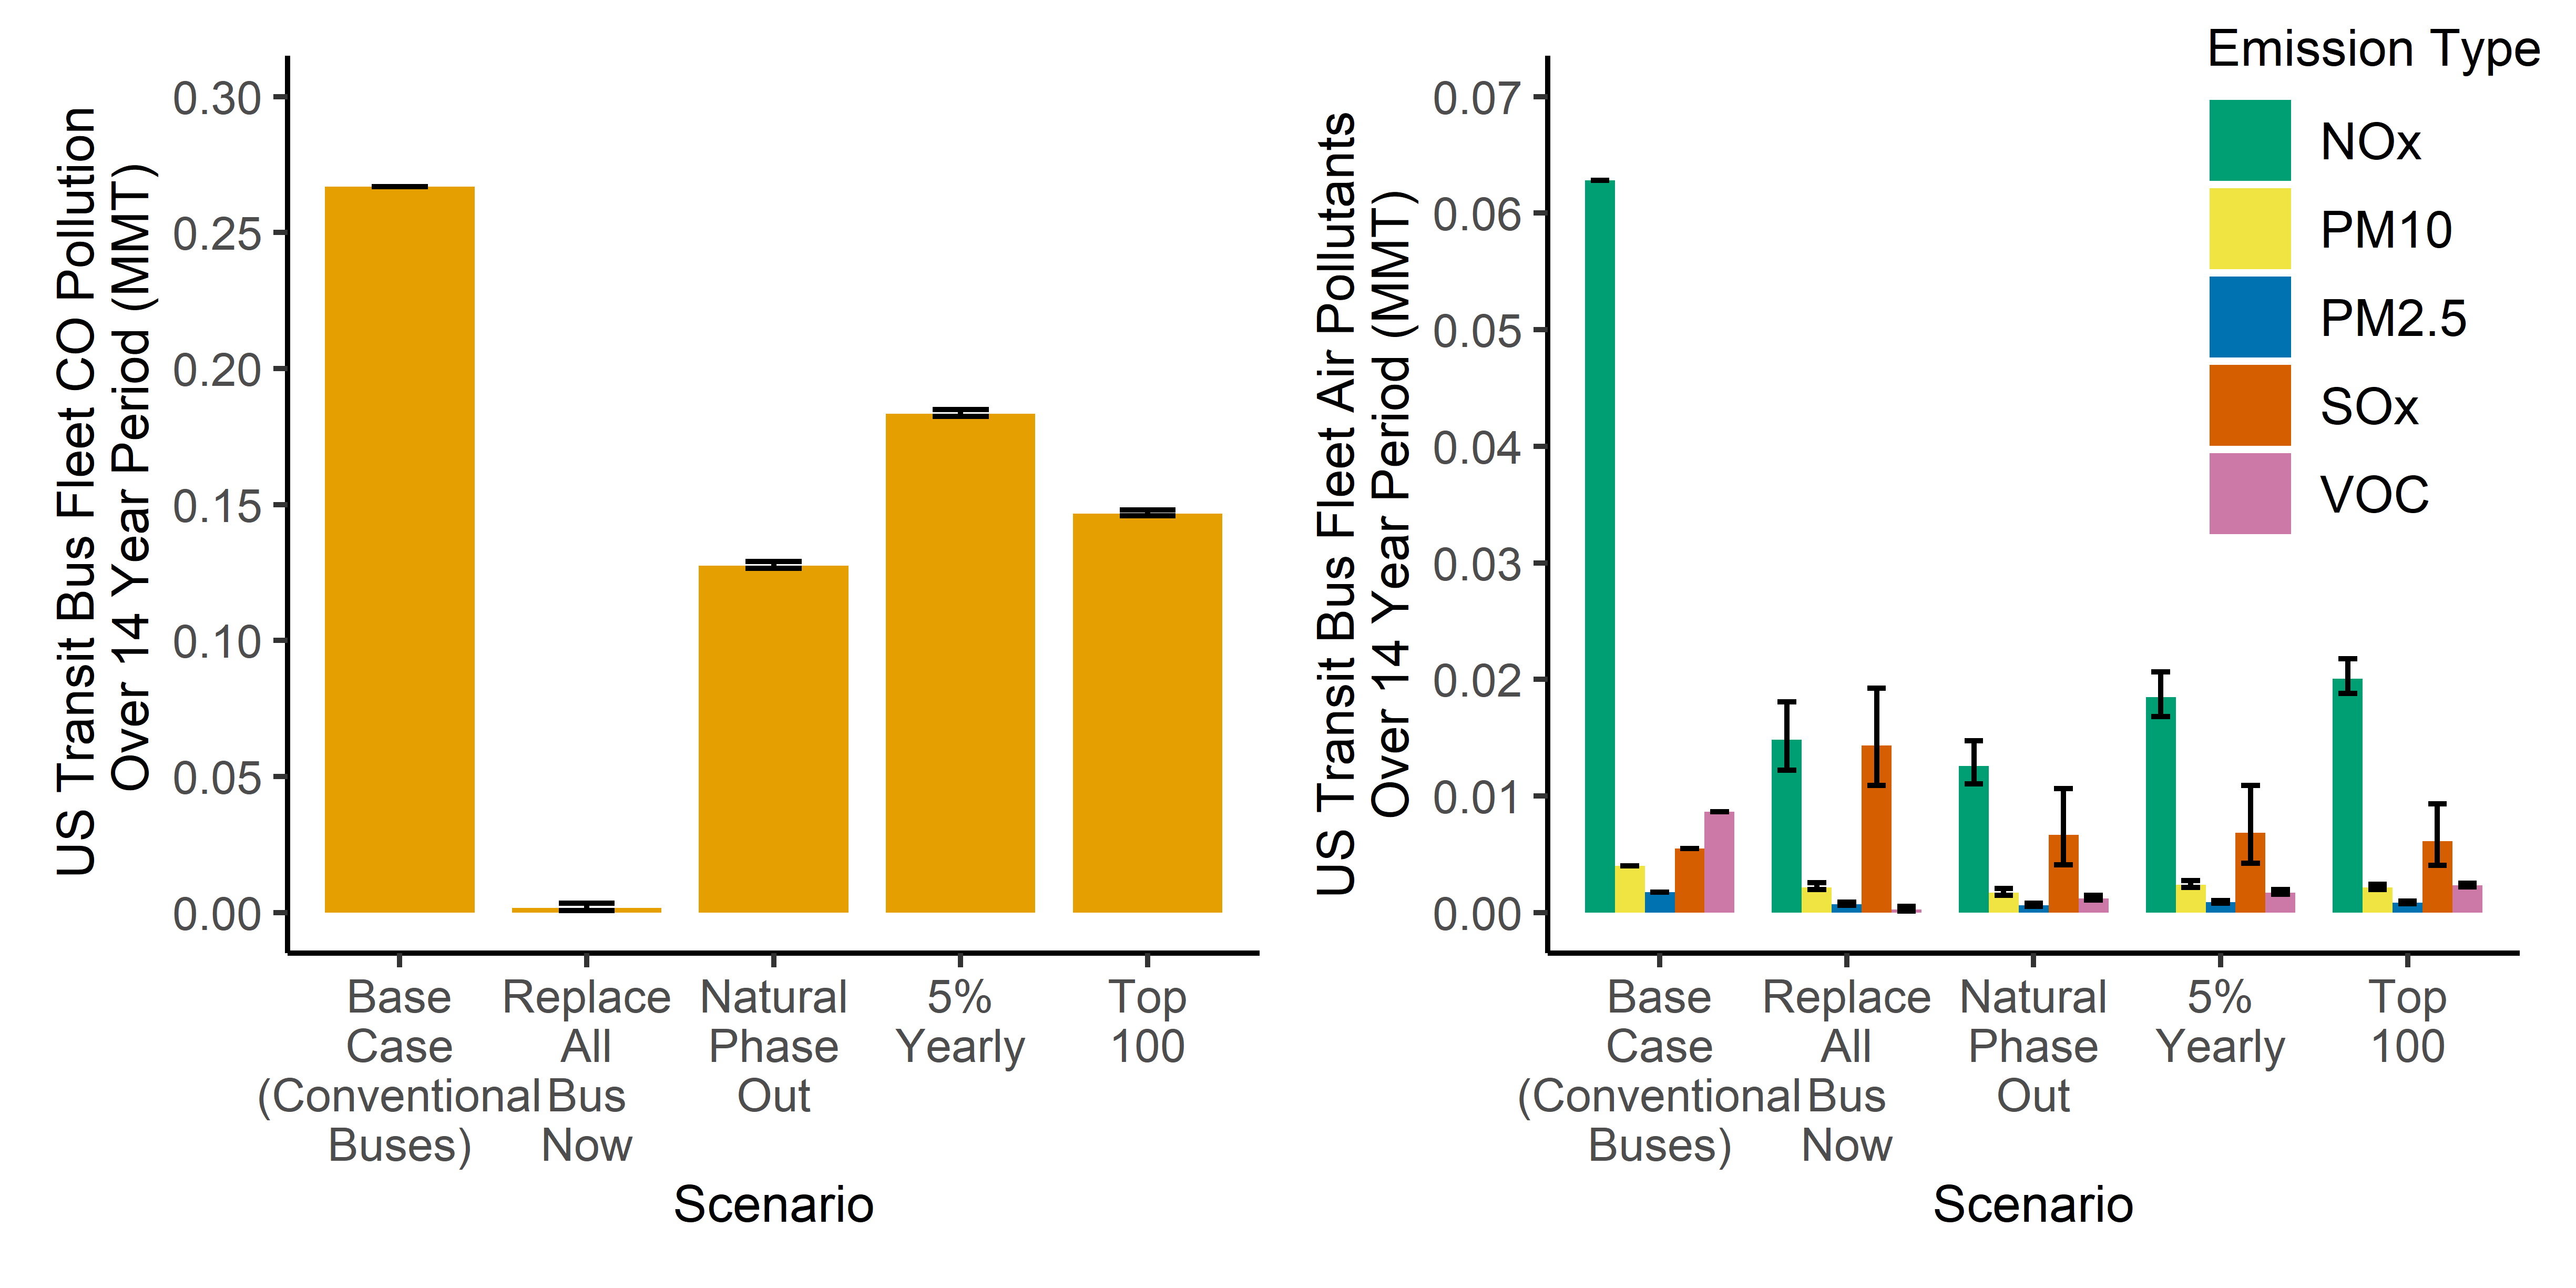 US Transit Bus Fleet CO Pollution
Over 14 Year Period (MMT)
0.30
0.25
0.20
0.15
0.10
0.05
0.00
Base
Case
(Conventional
Buses)
Replace
All
Bus
Now
Natural
Phase
Out
5%
Yearly
Top
100
Scenario
US Transit Bus Fleet Air Pollutants
Over 14 Year Period (MMT)
0.07
0.06
0.05
0.04
0.03
0.02
0.01
0.00
Base
Case
(Conventional
Buses)
Replace
All
Bus
Now
Natural
Phase
Out
5%
Yearly
Top
100
Scenario
Emission Type
NOx
PM10
PM2.5
SOx
VOC